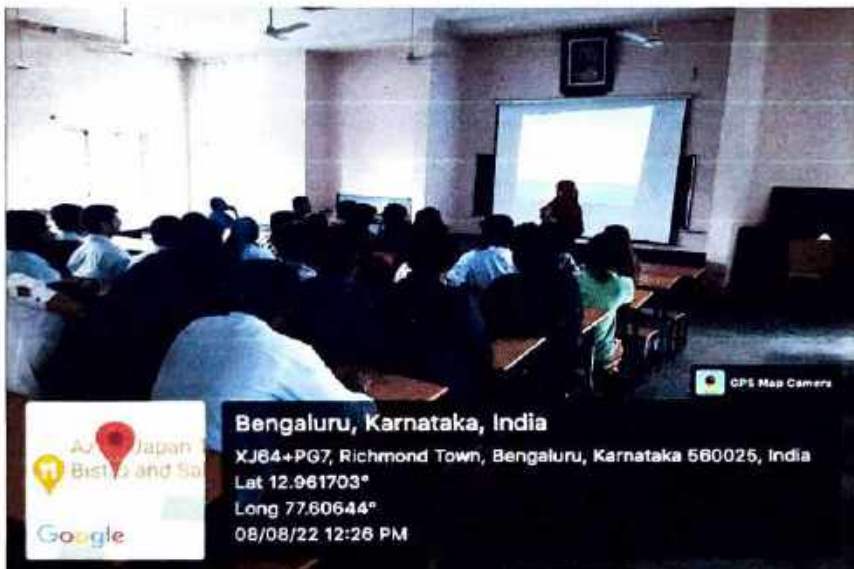 GPS Map Camera
Bengaluru, Karnataka, India
XJ64+PG7, Richmond Town, Bengaluru, Karnataka 560025, India
Lat 12.961703°
Long 77.60644°
08/08/22 12:26 PM
Japan
and
Google